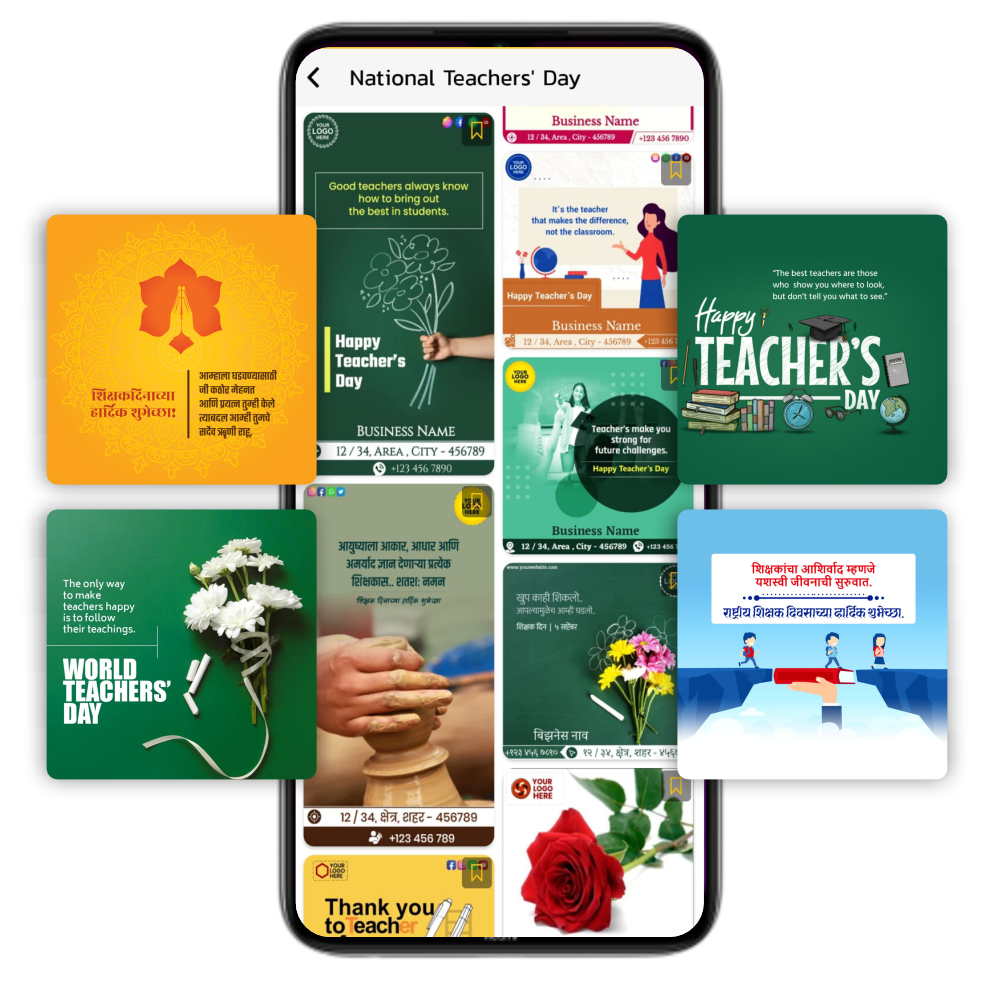 National Teachers' Day
YOUR
LOGO
HERE
Good teachers always know
how to bring out
the best in students.
Happy
Teacher's
Day
BUSINESS NAME
12 / 34, AREA , CITY - 456789
+123 456 7890
Business Name
12 / 34, Area , City - 456789
+123 456 7890
YOUR
LOGO
HERE
It's the teacher
that makes the difference,
not the classroom.
Happy Teacher's Day
Business Name
12 / 34, Area , City - 456789
+123 456 7
शिक्षकदिनाच्या
हार्दिक शुभेच्छा!
आम्हाला घडवण्यासाठी
जी कठोर मेहनत
आणि प्रयत्न तुम्ही केले
त्याबद्दल आम्ही तुमचे
सदैव ऋणी राहू.
"The best teachers are those
who show you where to look,
but don't tell you what to see."
Happy
TEACHER'S
DAY
YOUR
LOGO
HERE
Teacher's make you
strong for
future challenges.
Happy Teacher's Day
Business Name
12 / 34, Area , City - 456789
+123 456
YOUR
LOGO
HERE
आयुष्याला आकार, आधार आणि
अमर्याद ज्ञान देणाऱ्या प्रत्येक
शिक्षकास.. शतशः नमन
शिक्षक दिनाच्या हार्दिक शुभेच्छा
12 / 34, क्षेत्र, शहर - 456789
+123 456 789
The only way
to make
teachers happy
is to follow
their teachings.
WORLD
TEACHERS'
DAY
www.yourwebsite.com
खुप काही शिकलो..
आपल्यामुळेच आम्ही घडलो.
शिक्षक दिन | ५ सप्टेंबर
बिझनेस नाव
+१२३ ४५६ ७८९०
१२ / ३४, क्षेत्र, शहर - ४५६
शिक्षकांचा आशिर्वाद म्हणजे
यशस्वी जीवनाची सुरुवात.
राष्ट्रीय शिक्षक दिवसाच्या हार्दिक शुभेच्छा.
YOUR
LOGO
HERE
YOUR
LOGO
HERE
Thank you
to Teacher